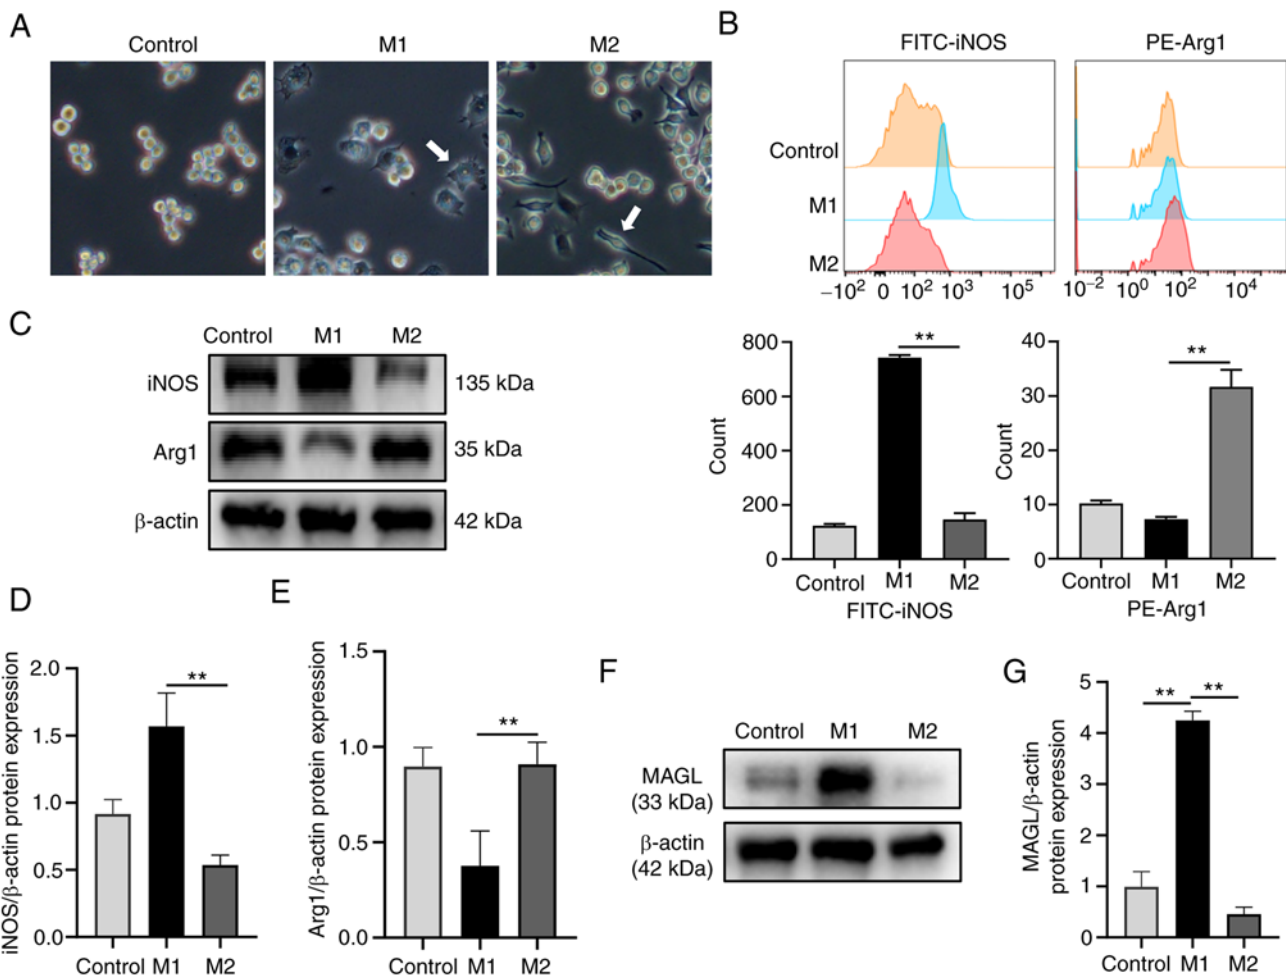 A
Control M1 M2
B
FITC-iNOS PE-Arg1
Control
M1
M2
−10² 0 10² 10³ 10⁵
10⁻² 10⁰ 10² 10⁴
800
600
400
200
0
Count
**
Control M1 M2
FITC-iNOS
40
30
20
10
0
Count
**
Control M1 M2
PE-Arg1
C
Control M1 M2
iNOS 135 kDa
Arg1 35 kDa
β-actin 42 kDa
D
iNOS/β-actin protein expression
2.0
1.5
1.0
0.5
0.0
**
Control M1 M2
E
Arg1/β-actin protein expression
1.5
1.0
0.5
0.0
**
Control M1 M2
F
Control M1 M2
MAGL
(33 kDa)
β-actin
(42 kDa)
G
MAGL/β-actin
protein expression
5
4
3
2
1
0
** **
Control M1 M2